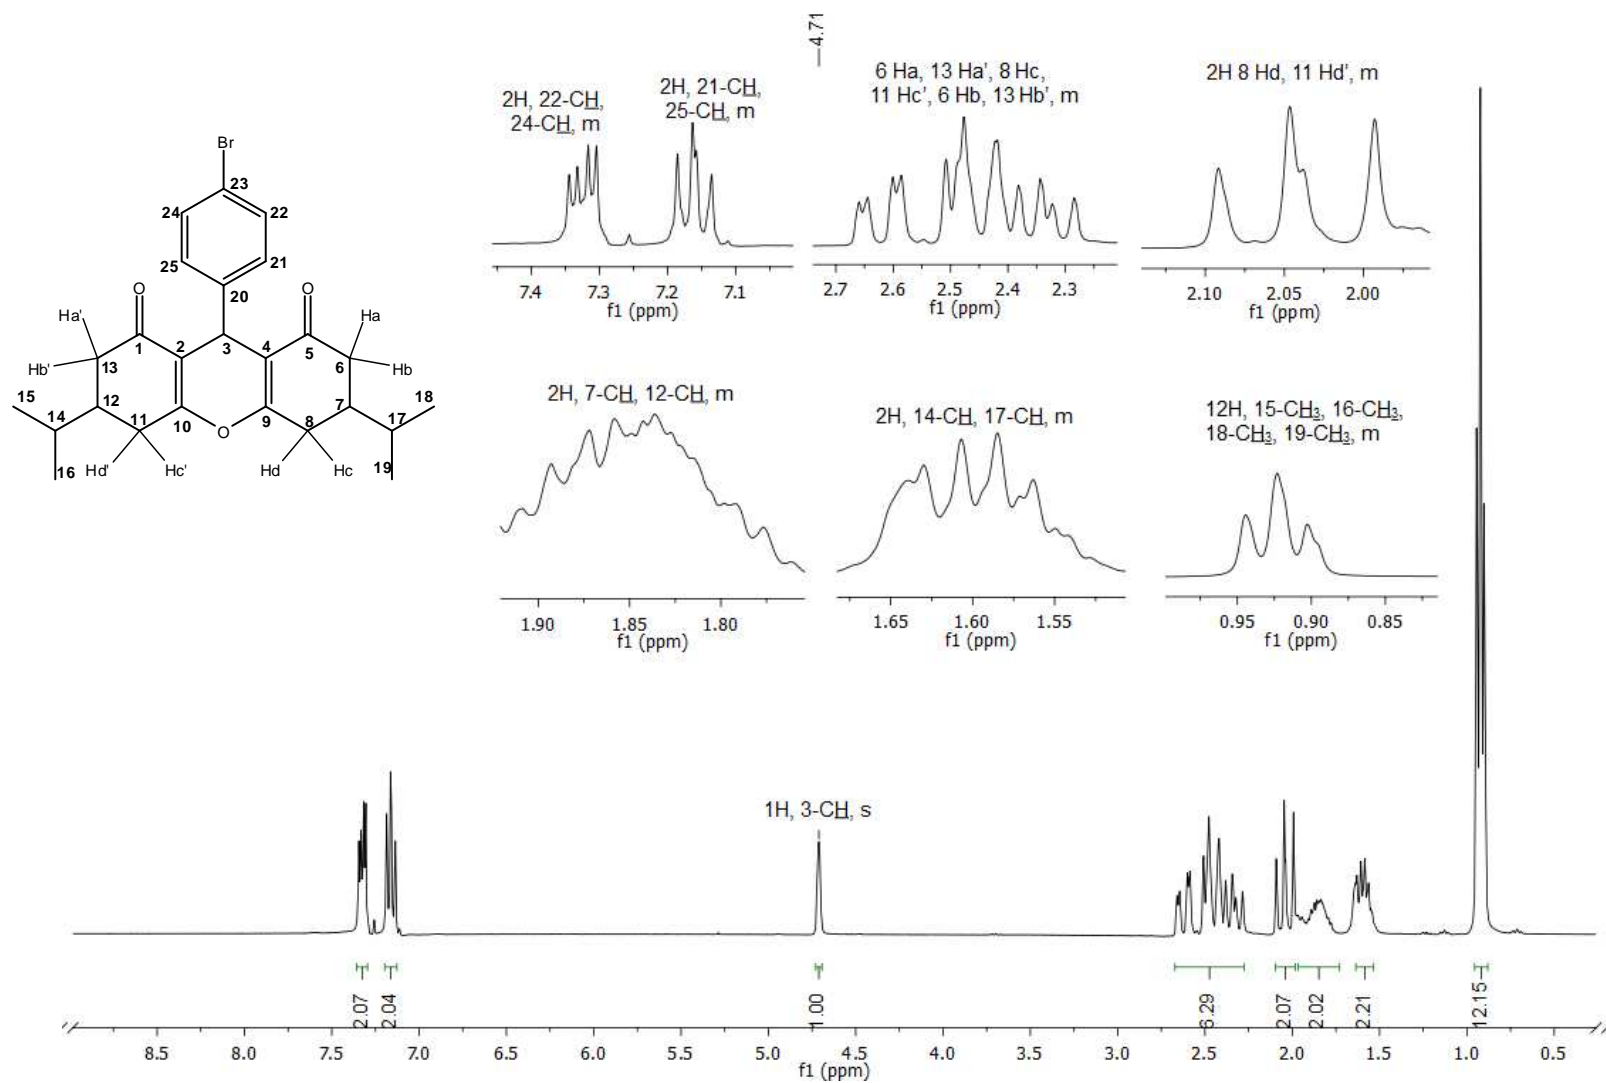 —4.71
2H, 22-CH,
24-CH, m
2H, 21-CH,
25-CH, m
6 Ha, 13 Ha', 8 Hc,
11 Hc', 6 Hb, 13 Hb', m
2H 8 Hd, 11 Hd', m
7.4 7.3 7.2 7.1
f1 (ppm)
2.7 2.6 2.5 2.4 2.3
f1 (ppm)
2.10 2.05 2.00
f1 (ppm)
Br
23
24 22
25 21
20
O O
Ha' Ha
1 2 3 4 5
Hb' 13 6 Hb
15 12 7 18
14 11 10 O 9 8 17
16 Hd' Hc' Hd Hc 19
2H, 7-CH, 12-CH, m
2H, 14-CH, 17-CH, m
12H, 15-CH3, 16-CH3,
18-CH3, 19-CH3, m
1.90 1.85 1.80
f1 (ppm)
1.65 1.60 1.55
f1 (ppm)
0.95 0.90 0.85
f1 (ppm)
1H, 3-CH, s
2.07 2.04 1.00 6.29 2.07 2.02 2.21 12.15
8.5 8.0 7.5 7.0 6.5 6.0 5.5 5.0 4.5 4.0 3.5 3.0 2.5 2.0 1.5 1.0 0.5
f1 (ppm)